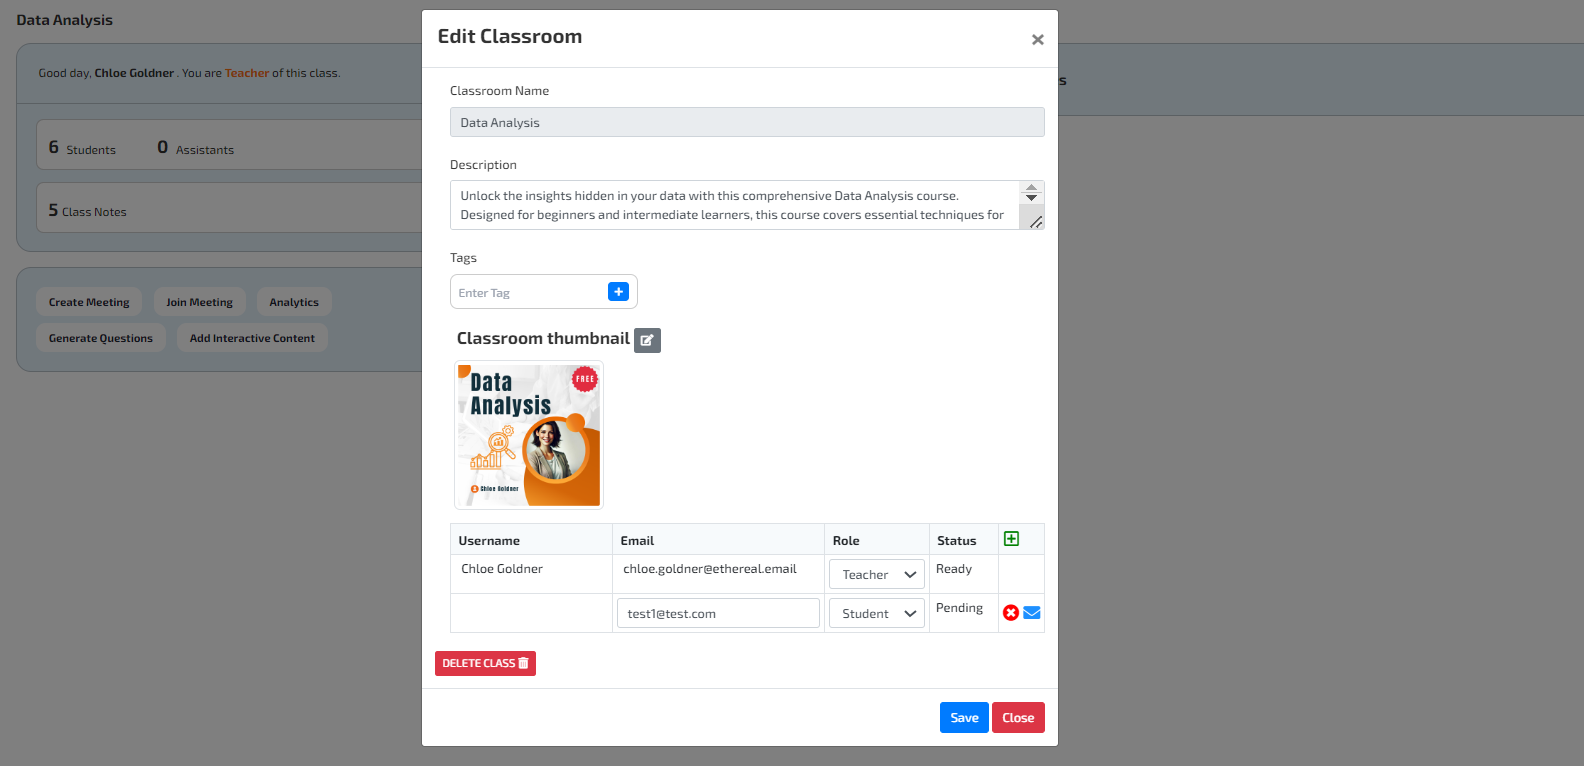 Data Analysis
Good day, Chloe Goldner . You are Teacher of this class.
6 Students 0 Assistants
5 Class Notes
Create Meeting Join Meeting Analytics
Generate Questions Add Interactive Content
s
Edit Classroom
×
Classroom Name
Data Analysis
Description
Unlock the insights hidden in your data with this comprehensive Data Analysis course.
Designed for beginners and intermediate learners, this course covers essential techniques for
Tags
Enter Tag
Classroom thumbnail
Data
Analysis
FREE
Chloe Goldner
Username Email Role Status
Chloe Goldner chloe.goldner@ethereal.email Teacher Ready
test1@test.com Student Pending
DELETE CLASS
Save Close